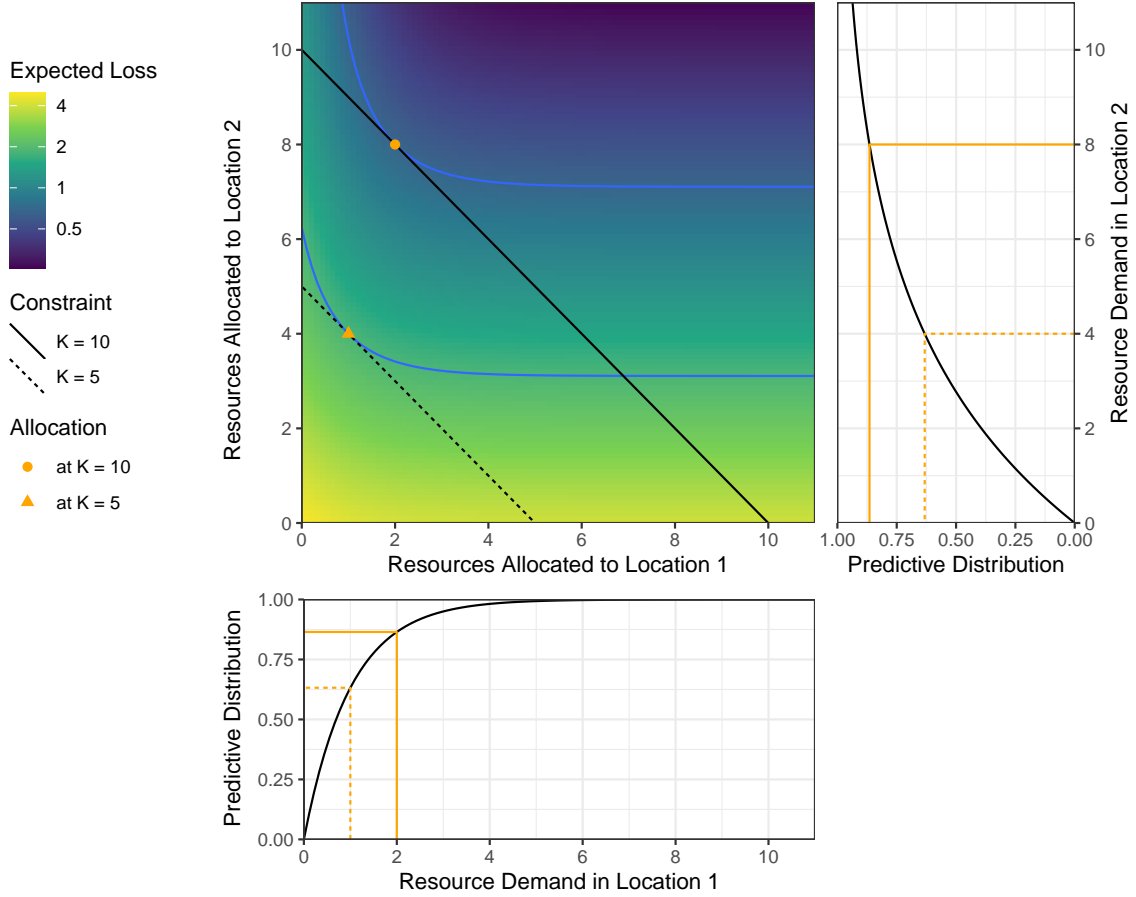 Expected Loss
4
2
1
0.5
Constraint
K = 10
K = 5
Allocation
at K = 10
at K = 5
Resources Allocated to Location 2
10
8
6
4
2
0
0 2 4 6 8 10
Resources Allocated to Location 1
10
8
6
4
2
0
Resource Demand in Location 2
1.00 0.75 0.50 0.25 0.00
Predictive Distribution
Predictive Distribution
1.00
0.75
0.50
0.25
0.00
0 2 4 6 8 10
Resource Demand in Location 1